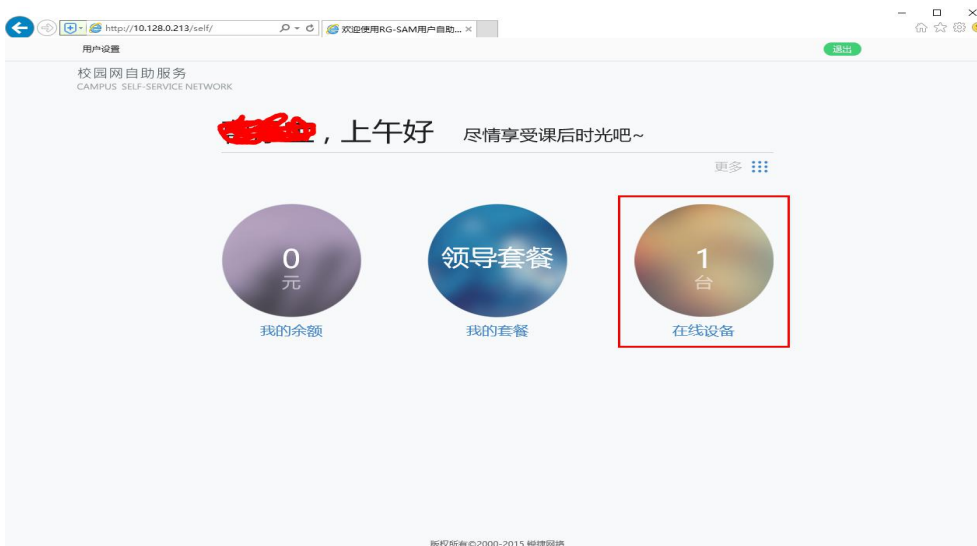 http://10.128.0.213/self/
欢迎使用RG-SAM用户自助...
用户设置
退出
校园网自助服务
CAMPUS SELF-SERVICE NETWORK
，上午好 尽情享受课后时光吧~
更多
0
元
我的余额
领导套餐
我的套餐
1
台
在线设备
版权所有©2000-2015 锐捷网络